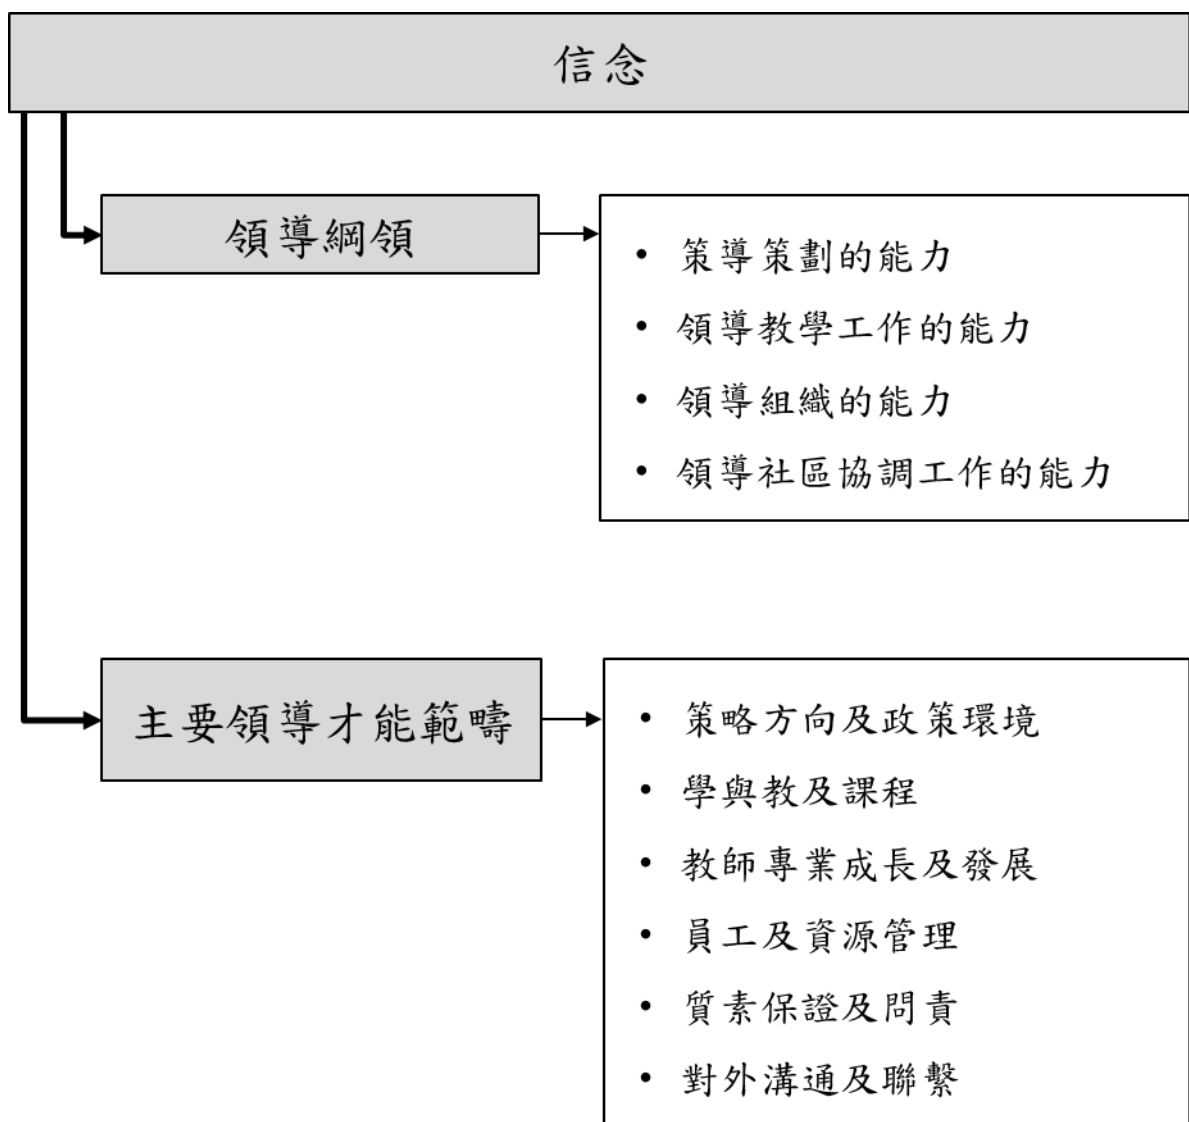 信念
領導綱領
• 策導策劃的能力
• 領導教學工作的能力
• 領導組織的能力
• 領導社區協調工作的能力
主要領導才能範疇
• 策略方向及政策環境
• 學與教及課程
• 教師專業成長及發展
• 員工及資源管理
• 質素保證及問責
• 對外溝通及聯繫